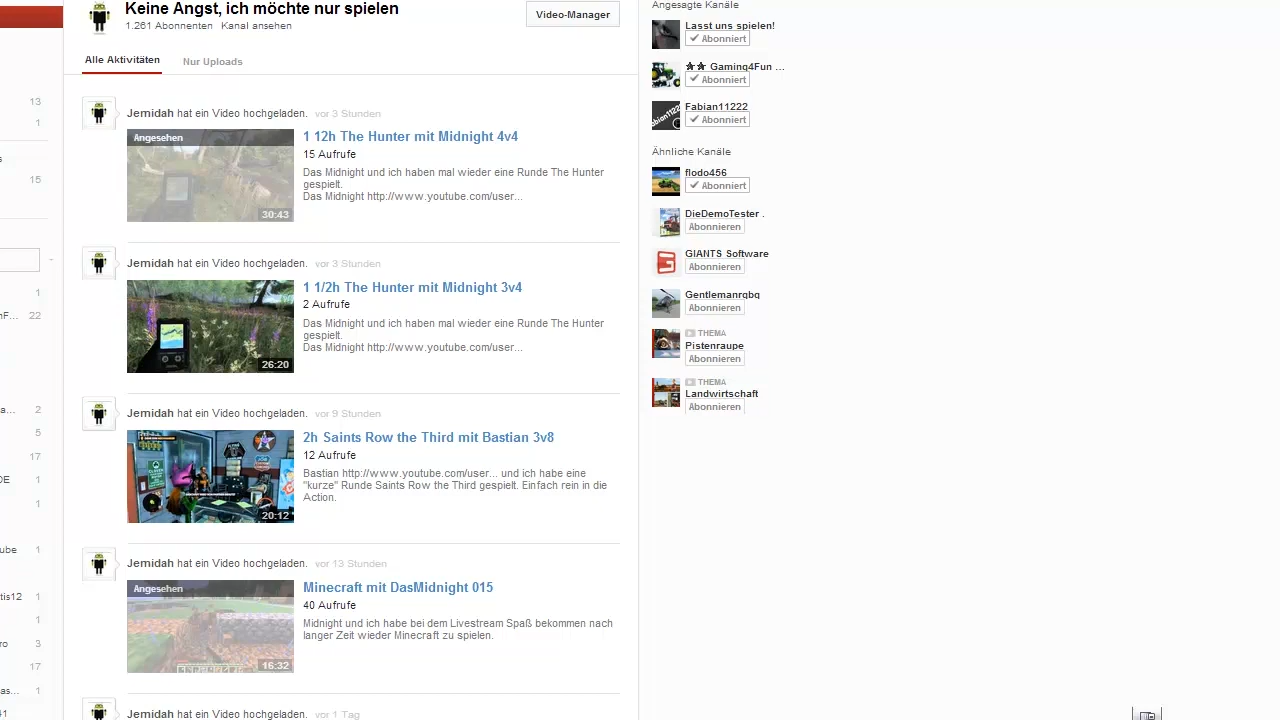 Keine Angst, ich möchte nur spielen
1.261 Abonnenten Kanal ansehen
Video-Manager
Alle Aktivitäten
Nur Uploads
Jemidah hat ein Video hochgeladen. vor 3 Stunden
Angesehen
30:43
1 12h The Hunter mit Midnight 4v4
15 Aufrufe
Das Midnight und ich haben mal wieder eine Runde The Hunter
gespielt.
Das Midnight http://www.youtube.com/user...
Jemidah hat ein Video hochgeladen. vor 3 Stunden
26:20
1 1/2h The Hunter mit Midnight 3v4
2 Aufrufe
Das Midnight und ich haben mal wieder eine Runde The Hunter
gespielt.
Das Midnight http://www.youtube.com/user...
Jemidah hat ein Video hochgeladen. vor 9 Stunden
20:12
2h Saints Row the Third mit Bastian 3v8
12 Aufrufe
Bastian http://www.youtube.com/user... und ich habe eine
"kurze" Runde Saints Row the Third gespielt. Einfach rein in die
Action.
Jemidah hat ein Video hochgeladen. vor 13 Stunden
Angesehen
16:32
Minecraft mit DasMidnight 015
40 Aufrufe
Midnight und ich habe bei dem Livestream Spaß bekommen nach
langer Zeit wieder Minecraft zu spielen.
Jemidah hat ein Video hochgeladen. vor 1 Tag
Angesagte Kanäle
Lasst uns spielen!
Abonniert
★★ Gaming4Fun ...
Abonniert
Fabian11222
Abonniert
Ähnliche Kanäle
flodo456
Abonniert
DieDemoTester .
Abonnieren
GIANTS Software
Abonnieren
Gentlemanrgbg
Abonnieren
THEMA
Pistenraupe
Abonnieren
THEMA
Landwirtschaft
Abonnieren
13
1
s
15
1
nF... 22
a... 2
5
17
DE 1
1
ube 1
tis12 1
1
ro 3
17
as... 1
41